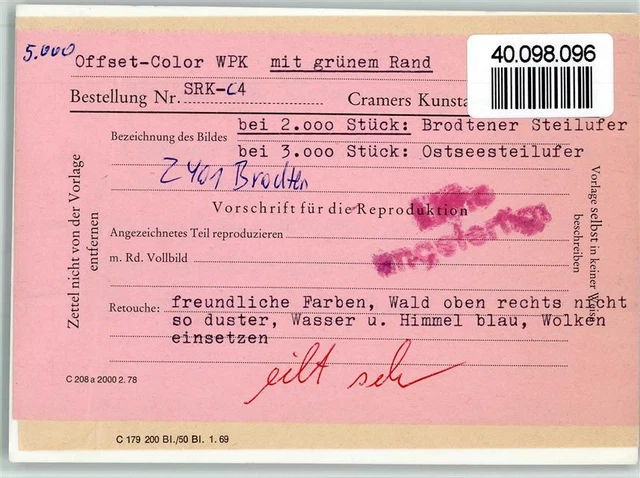 5.000
Offset-Color WPK mit grünem Rand
40.098.096
Bestellung Nr. SRK-C4 Cramers Kunsta
Bezeichnung des Bildes bei 2.000 Stück: Brodtener Steilufer
bei 3.000 Stück: Ostseesteilufer
2401 Brodten
Vorschrift für die Reproduktion
Angezeichnetes Teil reproduzieren
angefertigt
m. Rd. Vollbild
Retouche: freundliche Farben, Wald oben rechts nicht
so duster, Wasser u. Himmel blau, Wolken
einsetzen
eilt sehr
C 208 a 2000 2. 78
C 179 200 Bl./50 Bl. 1. 69
Zettel nicht von der Vorlage
entfernen
Vorlage selbst in keiner Weise
beschreiben